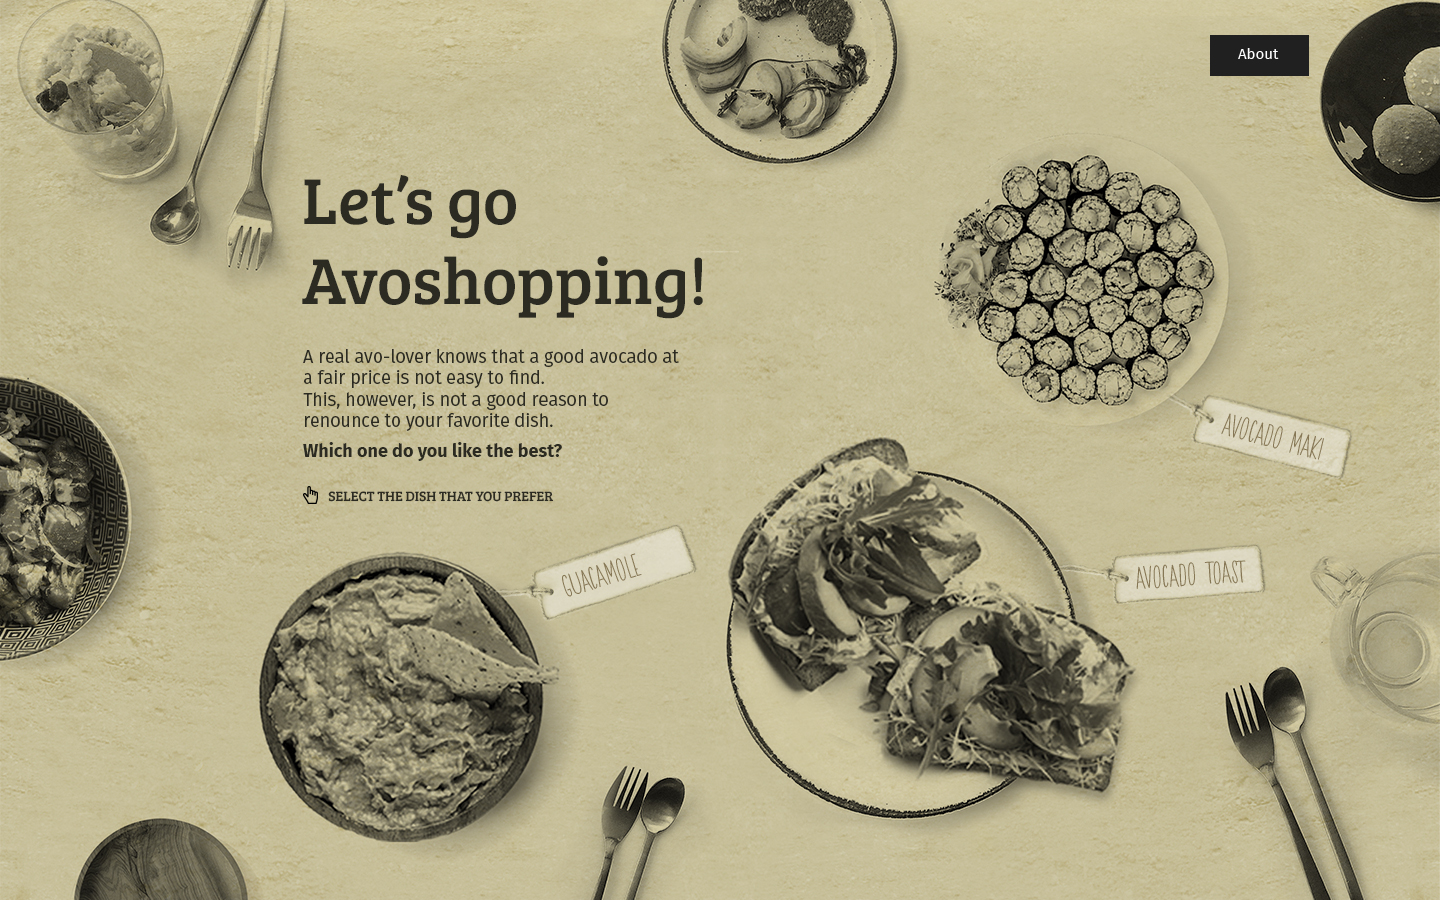 About
Let's go
Avoshopping!
A real avo-lover knows that a good avocado at
a fair price is not easy to find.
This, however, is not a good reason to
renounce to your favorite dish.
Which one do you like the best?
SELECT THE DISH THAT YOU PREFER
AVOCADO MAKI
GUACAMOLE
AVOCADO TOAST